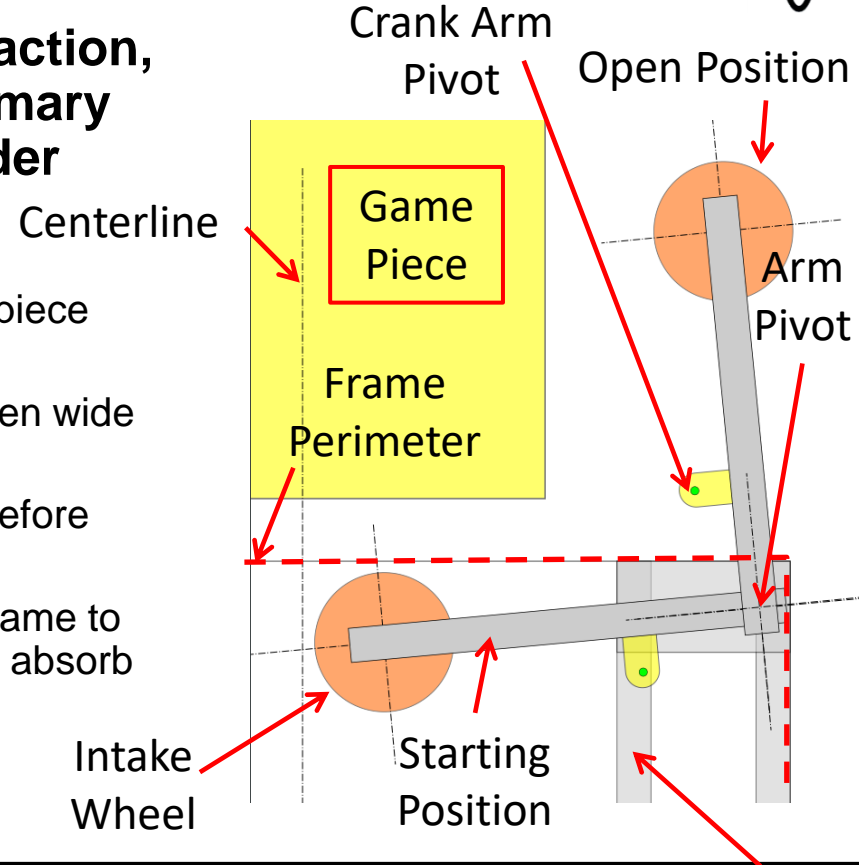 action,
mary
der
piece
en wide
efore
ame to
absorb
Crank Arm
Pivot
Open Position
Centerline
Game
Piece
Arm
Pivot
Frame
Perimeter
Intake
Wheel
Starting
Position